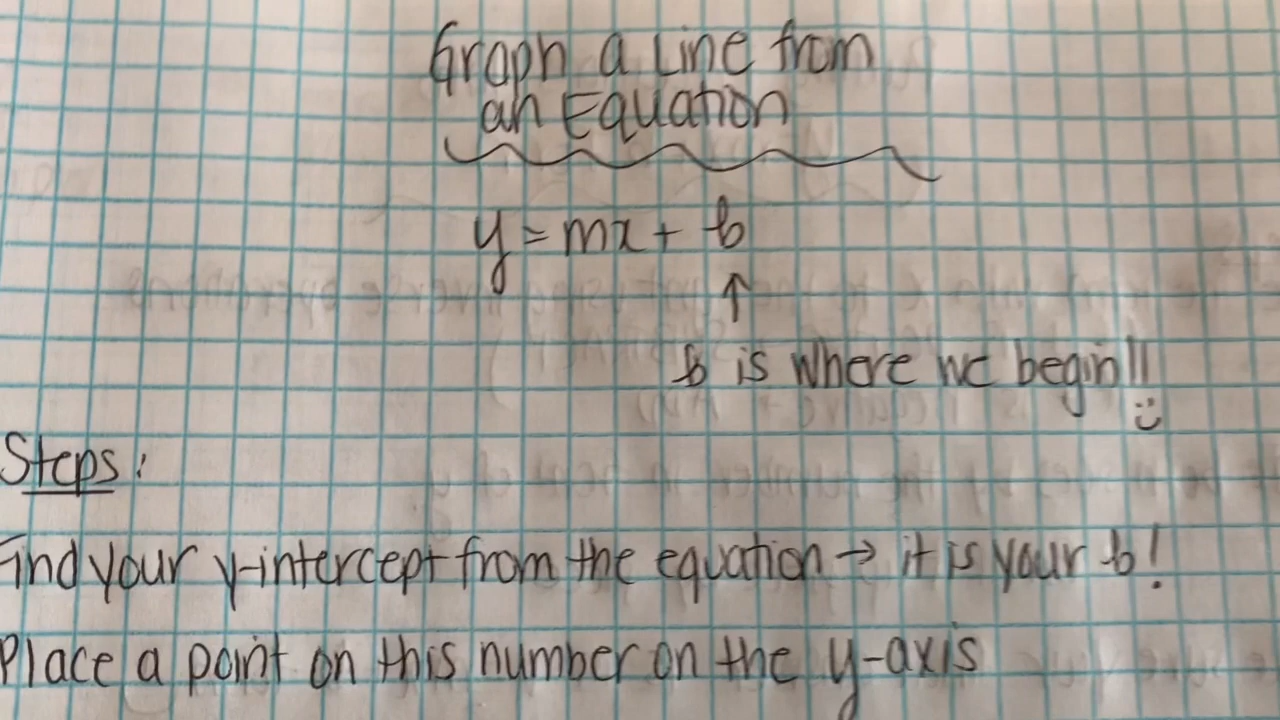 Graph a Line from
an Equation
y = mx + b
↑
b is where we begin!!
:)
Steps:
Find your y-intercept from the equation → it is your b!
Place a point on this number on the y-axis